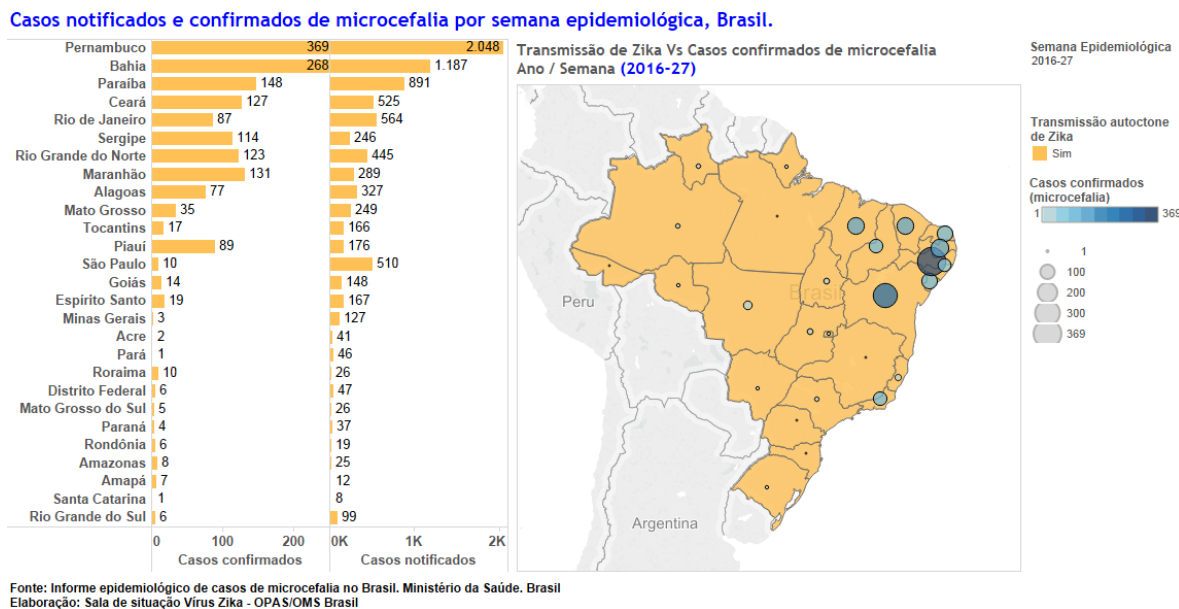 Casos notificados e confirmados de microcefalia por semana epidemiológica, Brasil.
Pernambuco 369 2.048
Bahia 268 1.187
Paraíba 148 891
Ceará 127 525
Rio de Janeiro 87 564
Sergipe 114 246
Rio Grande do Norte 123 445
Maranhão 131 289
Alagoas 77 327
Mato Grosso 35 249
Tocantins 17 166
Piauí 89 176
São Paulo 10 510
Goiás 14 148
Espírito Santo 19 167
Minas Gerais 3 127
Acre 2 41
Pará 1 46
Roraima 10 26
Distrito Federal 6 47
Mato Grosso do Sul 5 26
Paraná 4 37
Rondônia 6 19
Amazonas 8 25
Amapá 7 12
Santa Catarina 1 8
Rio Grande do Sul 6 99
0 100 200 0K 1K 2K
Casos confirmados Casos notificados
Transmissão de Zika Vs Casos confirmados de microcefalia
Ano / Semana (2016-27)
Brasil
Peru
Argentina
Semana Epidemiológica
2016-27
Transmissão autoctone
de Zika
Sim
Casos confirmados
(microcefalia)
1 369
1
100
200
300
369
Fonte: Informe epidemiológico de casos de microcefalia no Brasil. Ministério da Saúde. Brasil
Elaboração: Sala de situação Vírus Zika - OPAS/OMS Brasil